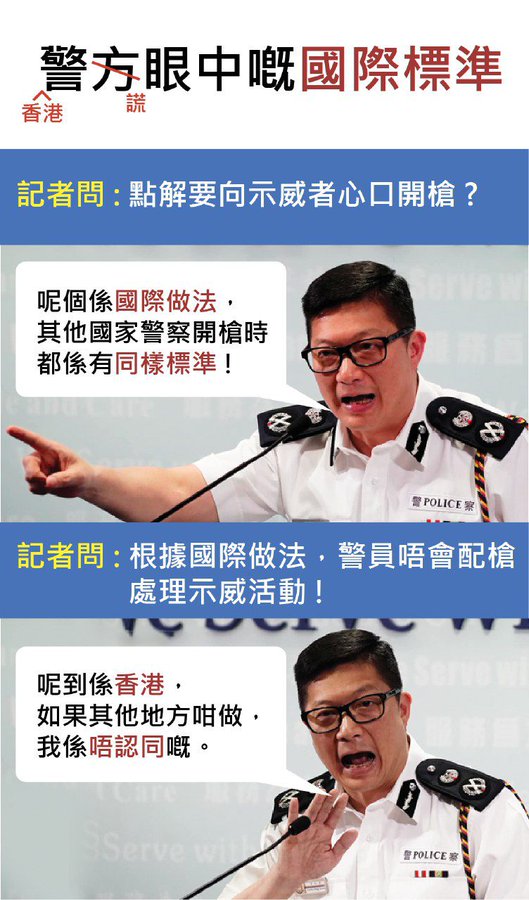 警方眼中嘅國際標準
香港
謊
記者問：點解要向示威者心口開槍？
呢個係國際做法，
其他國家警察開槍時
都係有同樣標準！
警 POLICE 察
記者問：根據國際做法，警員唔會配槍
處理示威活動！
呢到係香港，
如果其他地方咁做，
我係唔認同嘅。
警 POLICE 察